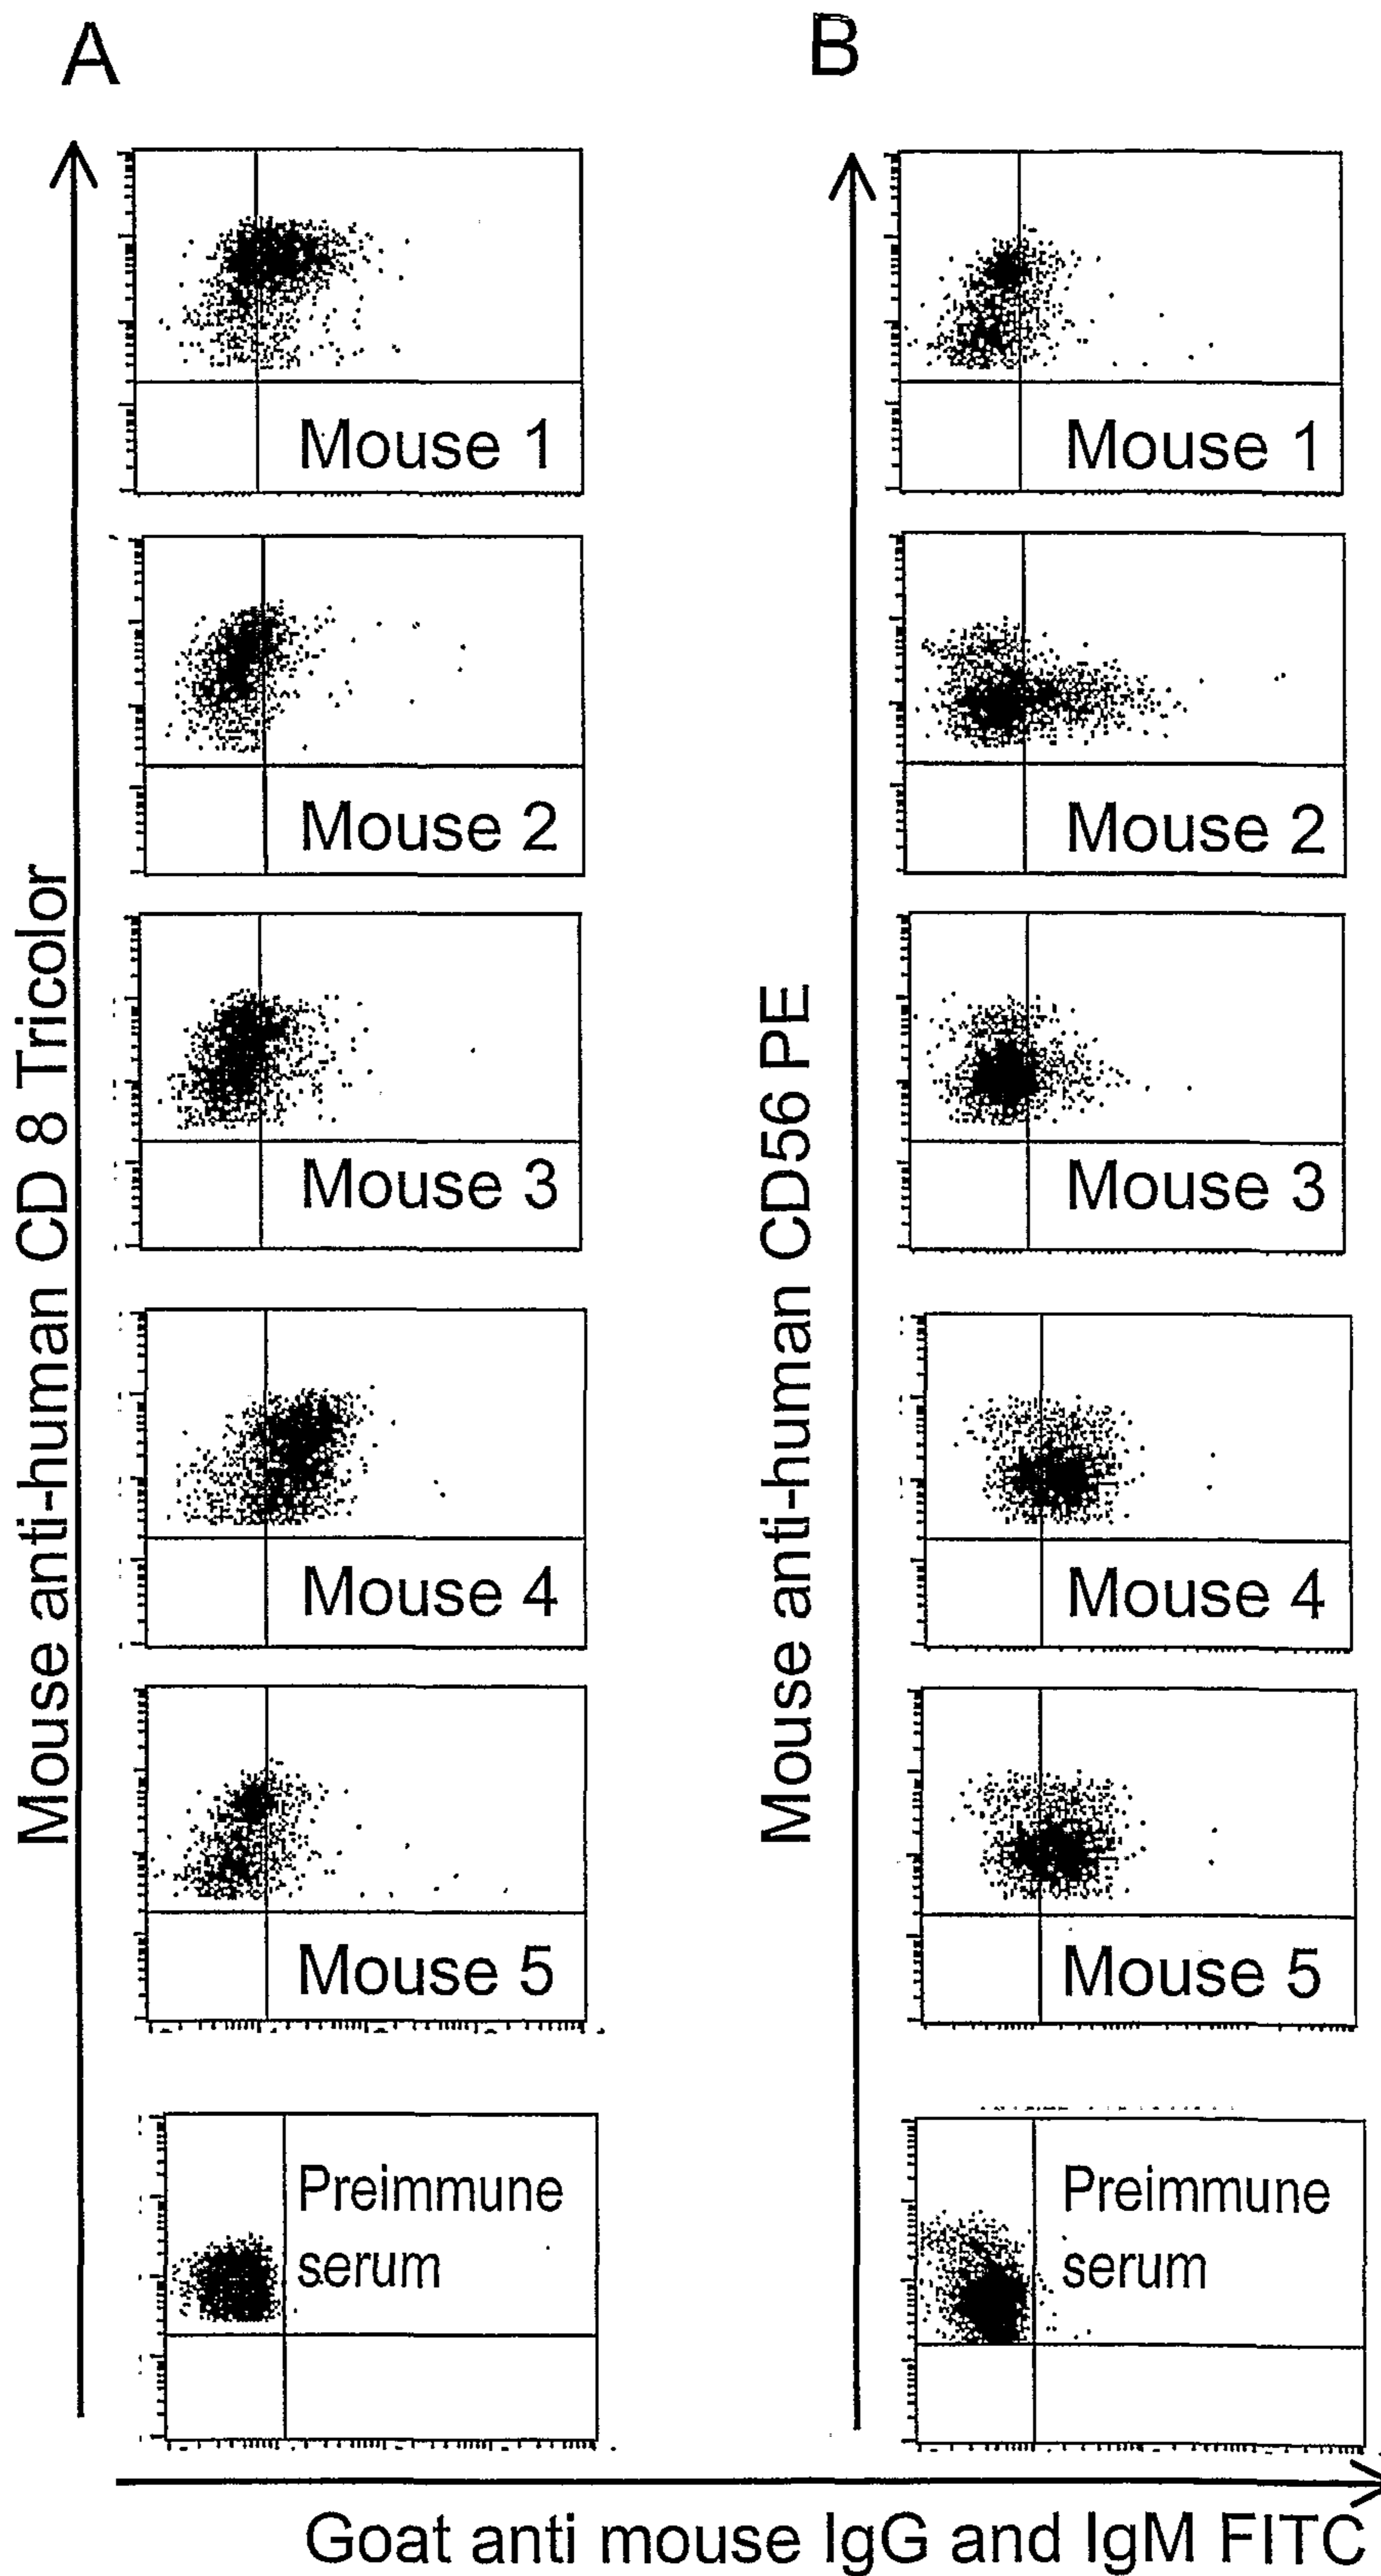 A
B
Mouse anti-human CD 8 Tricolor
Mouse 1
Mouse 2
Mouse 3
Mouse 4
Mouse 5
Preimmune
serum
Mouse anti-human CD56 PE
Mouse 1
Mouse 2
Mouse 3
Mouse 4
Mouse 5
Preimmune
serum
Goat anti mouse IgG and IgM FITC